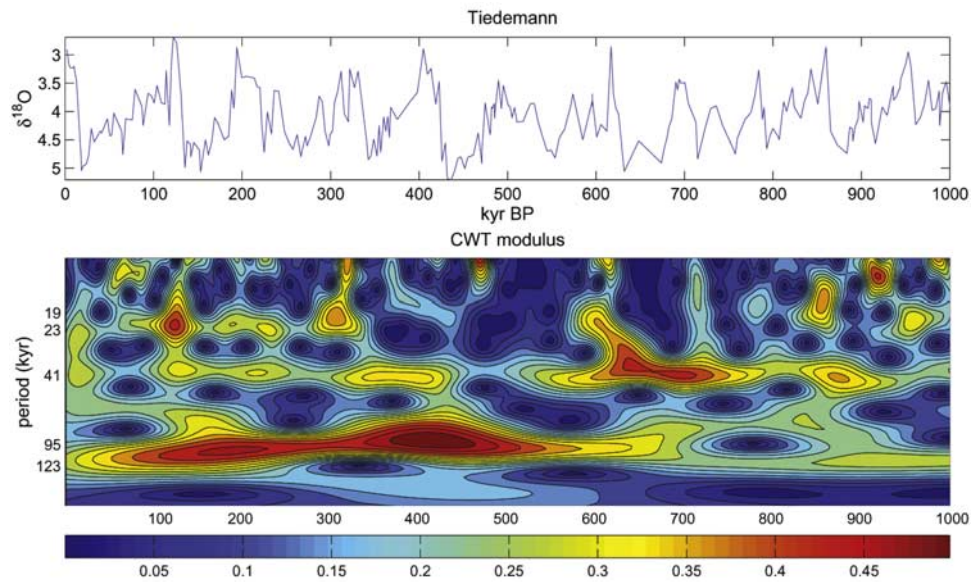 Tiedemann
3
3.5
4
4.5
5
δ18O
0 100 200 300 400 500 600 700 800 900 1000
kyr BP
CWT modulus
19
23
41
95
123
period (kyr)
100 200 300 400 500 600 700 800 900 1000
0.05 0.1 0.15 0.2 0.25 0.3 0.35 0.4 0.45